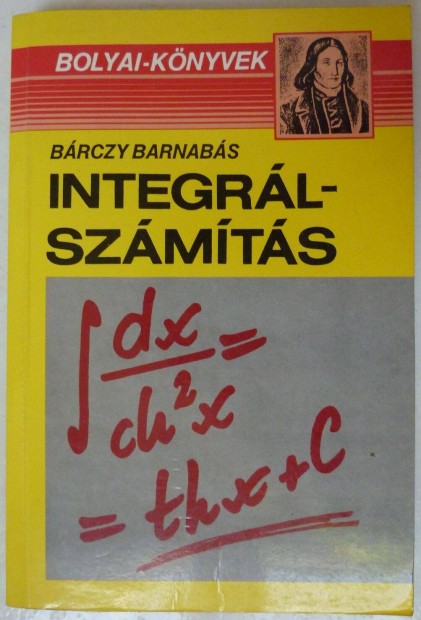 BOLYAI-KÖNYVEK
BÁRCZY BARNABÁS
INTEGRÁL-
SZÁMÍTÁS
∫ dx/ch²x =
= thx + C